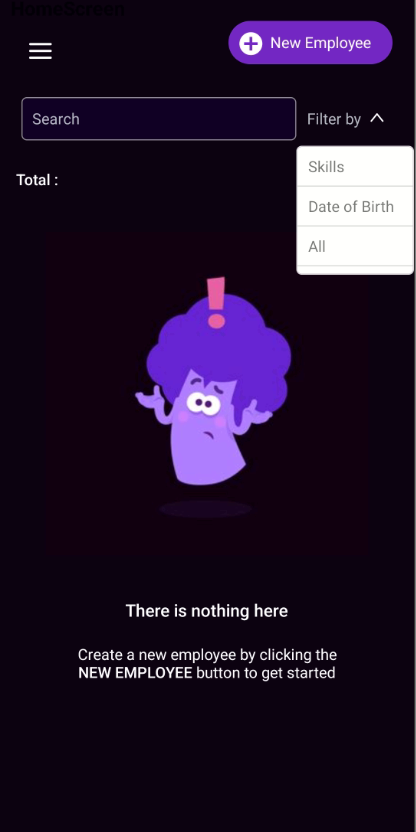 HomeScreen
New Employee
Search
Filter by
Skills
Total :
Date of Birth
All
There is nothing here
Create a new employee by clicking the
NEW EMPLOYEE button to get started